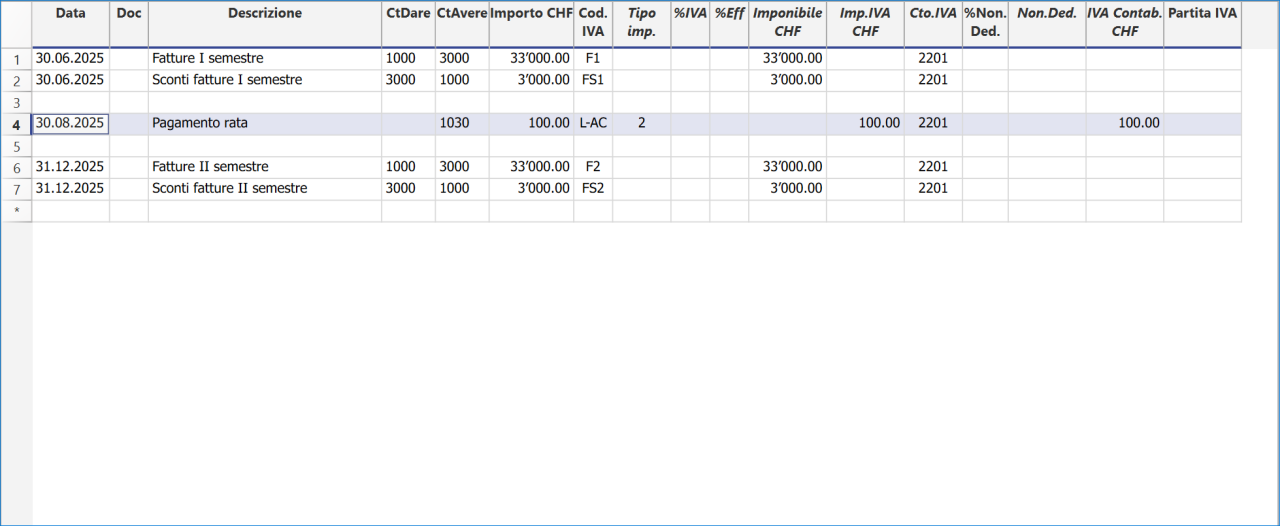 Data Doc Descrizione CtDare CtAvere Importo CHF Cod. IVA Tipo imp. %IVA %Eff Imponibile CHF Imp.IVA CHF Cto.IVA %Non. Ded. Non.Ded. IVA Contab. CHF Partita IVA
1 30.06.2025 Fatture I semestre 1000 3000 33’000.00 F1 33’000.00 2201
2 30.06.2025 Sconti fatture I semestre 3000 1000 3’000.00 FS1 3’000.00 2201
3
4 30.08.2025 Pagamento rata 1030 100.00 L-AC 2 100.00 2201 100.00
5
6 31.12.2025 Fatture II semestre 1000 3000 33’000.00 F2 33’000.00 2201
7 31.12.2025 Sconti fatture II semestre 3000 1000 3’000.00 FS2 3’000.00 2201
*